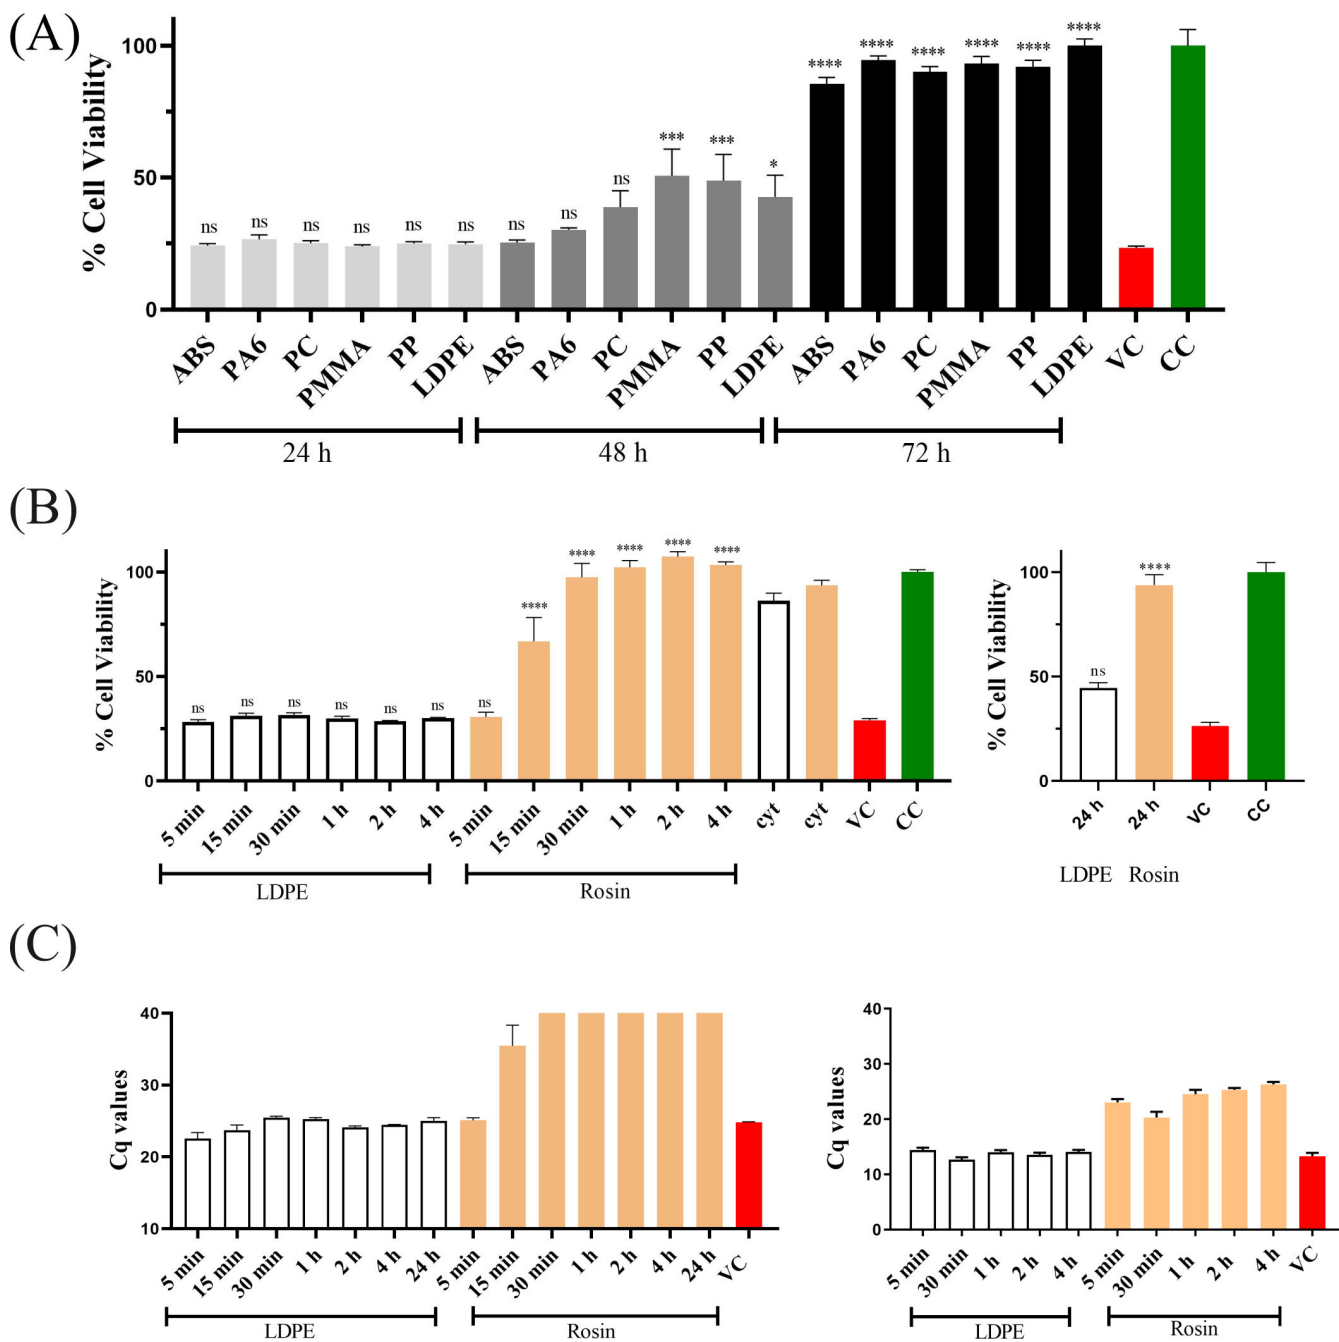 (A)
% Cell Viability
100
50
0
ns ns ns ns ns ns ns ns ns *** *** * **** **** **** **** **** ****
ABS PA6 PC PMMA PP LDPE ABS PA6 PC PMMA PP LDPE ABS PA6 PC PMMA PP LDPE VC CC
24 h 48 h 72 h
(B)
% Cell Viability
100
50
0
ns ns ns ns ns ns ns **** **** **** **** ****
5 min 15 min 30 min 1 h 2 h 4 h 5 min 15 min 30 min 1 h 2 h 4 h cyt cyt VC CC
LDPE Rosin
% Cell Viability
100
50
0
ns ****
24 h 24 h VC CC
LDPE Rosin
(C)
Cq values
40
30
20
10
5 min 15 min 30 min 1 h 2 h 4 h 24 h 5 min 15 min 30 min 1 h 2 h 4 h 24 h VC
LDPE Rosin
Cq values
40
30
20
10
0
5 min 30 min 1 h 2 h 4 h 5 min 30 min 1 h 2 h 4 h VC
LDPE Rosin